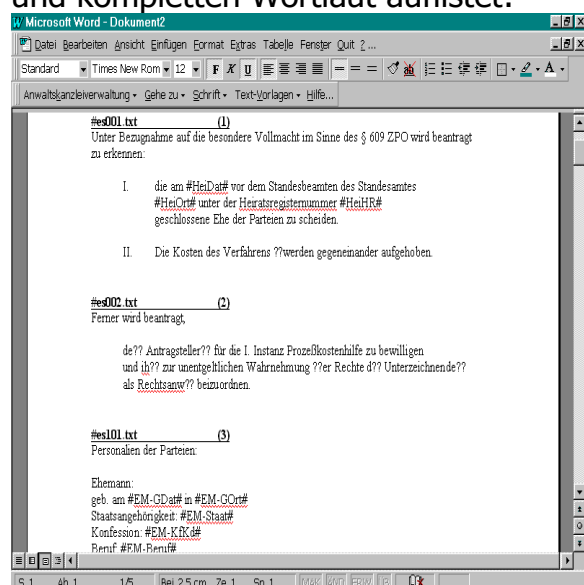 und kompletten Wortlaut auflistet:
Microsoft Word - Dokument2
Datei Bearbeiten Ansicht Einfügen Format Extras Tabelle Fenster Quit ? ...
Standard Times New Rom 12 F K U
Anwaltskanzleiverwaltung Gehe zu Schrift Text-Vorlagen Hilfe...
#es001.txt (1)
Unter Bezugnahme auf die besondere Vollmacht im Sinne des § 609 ZPO wird beantragt
zu erkennen:
I. die am #HeiDat# vor dem Standesbeamten des Standesamtes
#HeiOrt# unter der Heiratsregisternummer #HeiHR#
geschlossene Ehe der Parteien zu scheiden.
II. Die Kosten des Verfahrens ??werden gegeneinander aufgehoben.
#es002.txt (2)
Ferner wird beantragt,
de?? Antragsteller?? für die I. Instanz Prozeßkostenhilfe zu bewilligen
und ih?? zur unentgeltlichen Wahrnehmung ??er Rechte d?? Unterzeichnende??
als Rechtsanw?? beizuordnen.
#es101.txt (3)
Personalien der Parteien:
Ehemann:
geb. am #EM-GDat# in #EM-GOrt#
Staatsangehörigkeit: #EM-Staat#
Konfession: #EM-KfKd#
Beruf #EM-Beruf#
S 1 Ab 1 1/5 Bei 2,5 cm Ze 1 Sp 1 MAK ÄND ERW ÜB